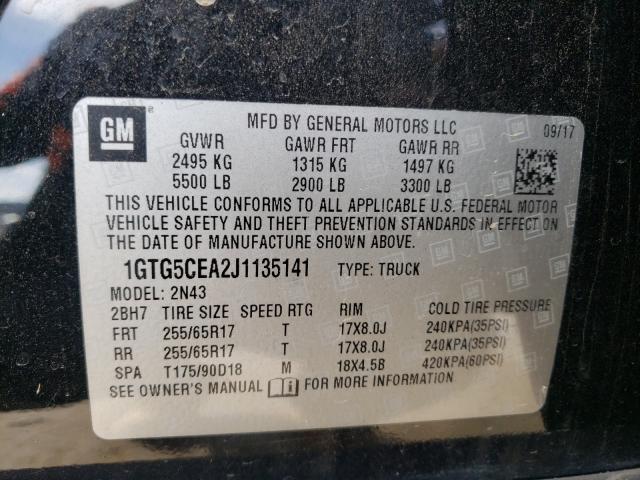 GM
MFD BY GENERAL MOTORS LLC 09/17
GVWR GAWR FRT GAWR RR
2495 KG 1315 KG 1497 KG
5500 LB 2900 LB 3300 LB
THIS VEHICLE CONFORMS TO ALL APPLICABLE U.S. FEDERAL MOTOR
VEHICLE SAFETY AND THEFT PREVENTION STANDARDS IN EFFECT ON
THE DATE OF MANUFACTURE SHOWN ABOVE.
1GTG5CEA2J1135141 TYPE: TRUCK
MODEL: 2N43
2BH7 TIRE SIZE SPEED RTG RIM COLD TIRE PRESSURE
FRT 255/65R17 T 17X8.0J 240KPA(35PSI)
RR 255/65R17 T 17X8.0J 240KPA(35PSI)
SPA T175/90D18 M 18X4.5B 420KPA(60PSI)
SEE OWNER'S MANUAL FOR MORE INFORMATION